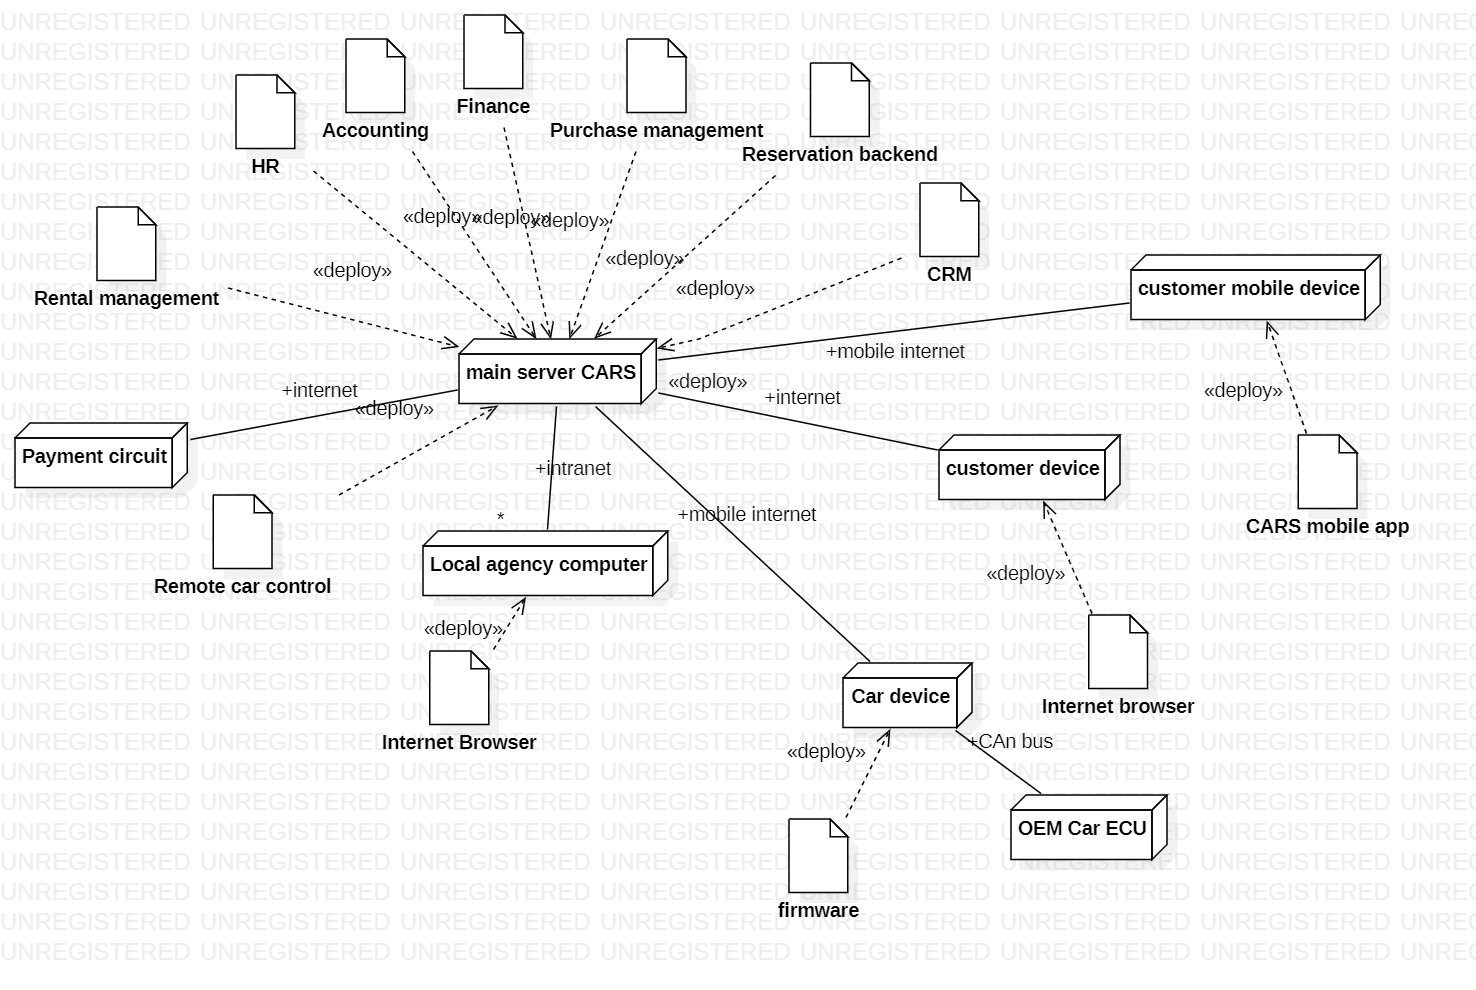 Finance
Accounting
Purchase management
Reservation backend
HR
«deploy»
«deploy»
«deploy»
«deploy»
«deploy»
«deploy»
CRM
Rental management
customer mobile device
+mobile internet
main server CARS
«deploy»
+internet
+internet
«deploy»
«deploy»
Payment circuit
customer device
+intranet
*
+mobile internet
CARS mobile app
Local agency computer
Remote car control
«deploy»
«deploy»
Internet Browser
Car device
Internet browser
«deploy»
+CAn bus
OEM Car ECU
firmware
UNREGISTERED